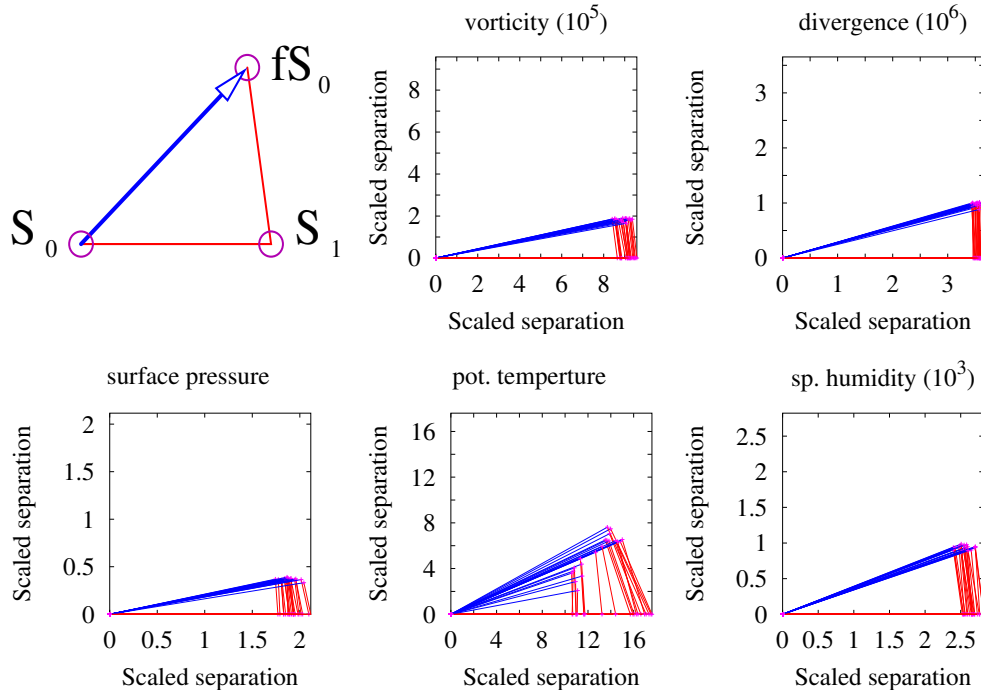 fS0
S0
S1
vorticity (10^5)
Scaled separation
8
6
4
2
0
0 2 4 6 8
Scaled separation
divergence (10^6)
Scaled separation
3
2
1
0
0 1 2 3
Scaled separation
surface pressure
Scaled separation
2
1.5
1
0.5
0
0 0.5 1 1.5 2
Scaled separation
pot. temperture
Scaled separation
16
12
8
4
0
0 4 8 12 16
Scaled separation
sp. humidity (10^3)
Scaled separation
2.5
2
1.5
1
0.5
0
0 0.5 1 1.5 2 2.5
Scaled separation